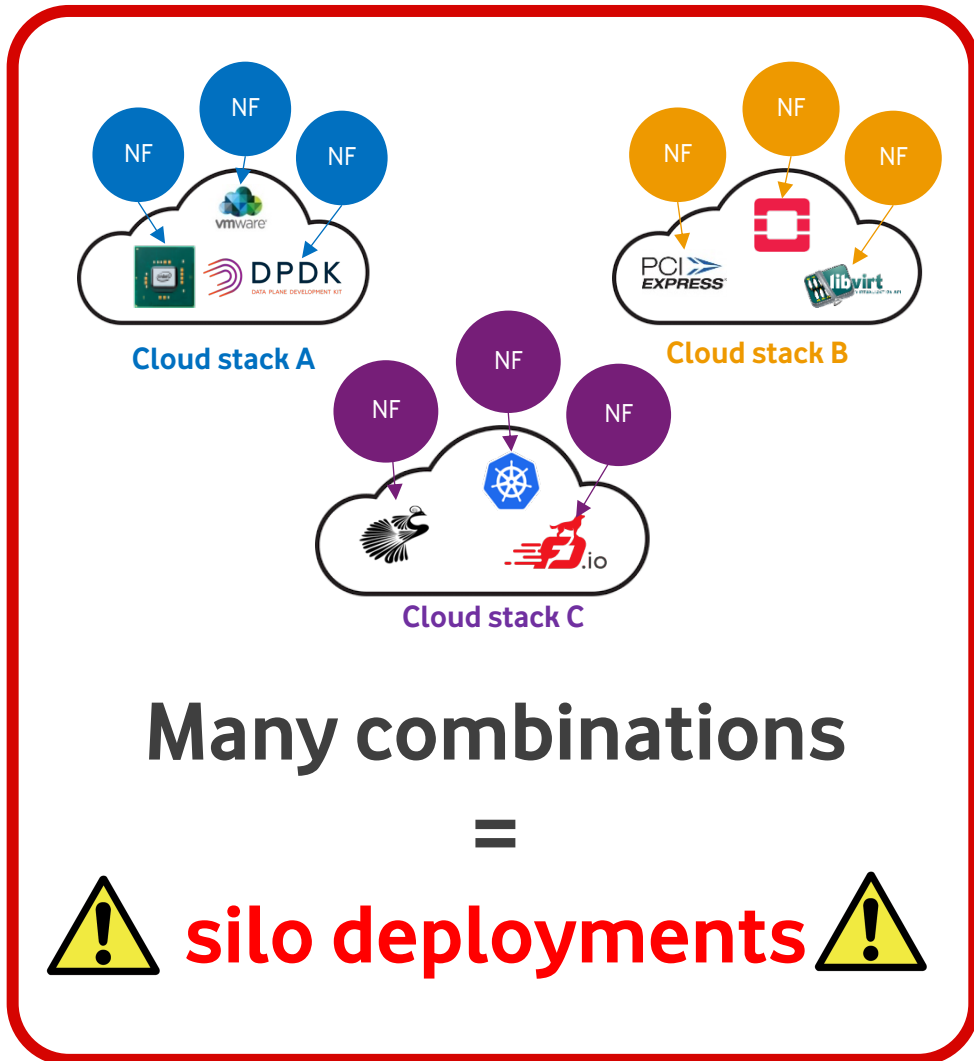 NF
NF
NF
vmware
intel
DPDK
DATA PLANE DEVELOPMENT KIT
Cloud stack A
NF
NF
NF
PCI
EXPRESS
libvirt
Cloud stack B
NF
NF
NF
.io
Cloud stack C
Many combinations
=
silo deployments